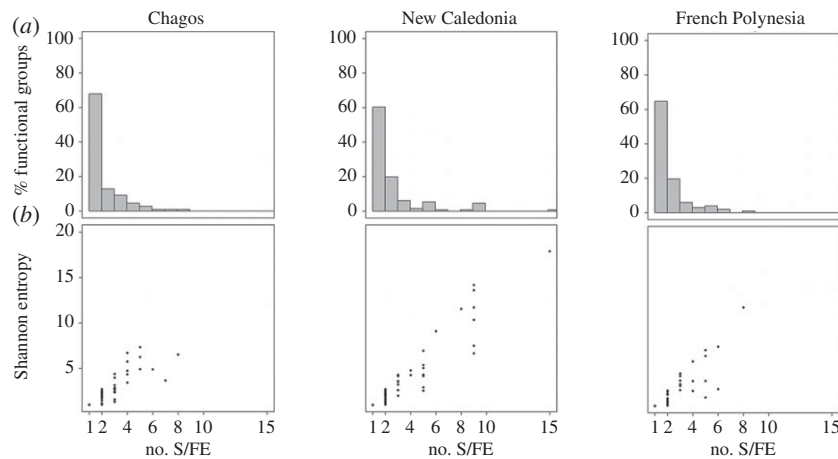 (a) Chagos New Caledonia French Polynesia
% functional groups
100 100 100
80 80 80
60 60 60
40 40 40
20 20 20
0 0 0
(b)
Shannon entropy
20
15
10
5
1 2 4 6 8 10 15 1 2 4 6 8 10 15 1 2 4 6 8 10 15
no. S/FE no. S/FE no. S/FE